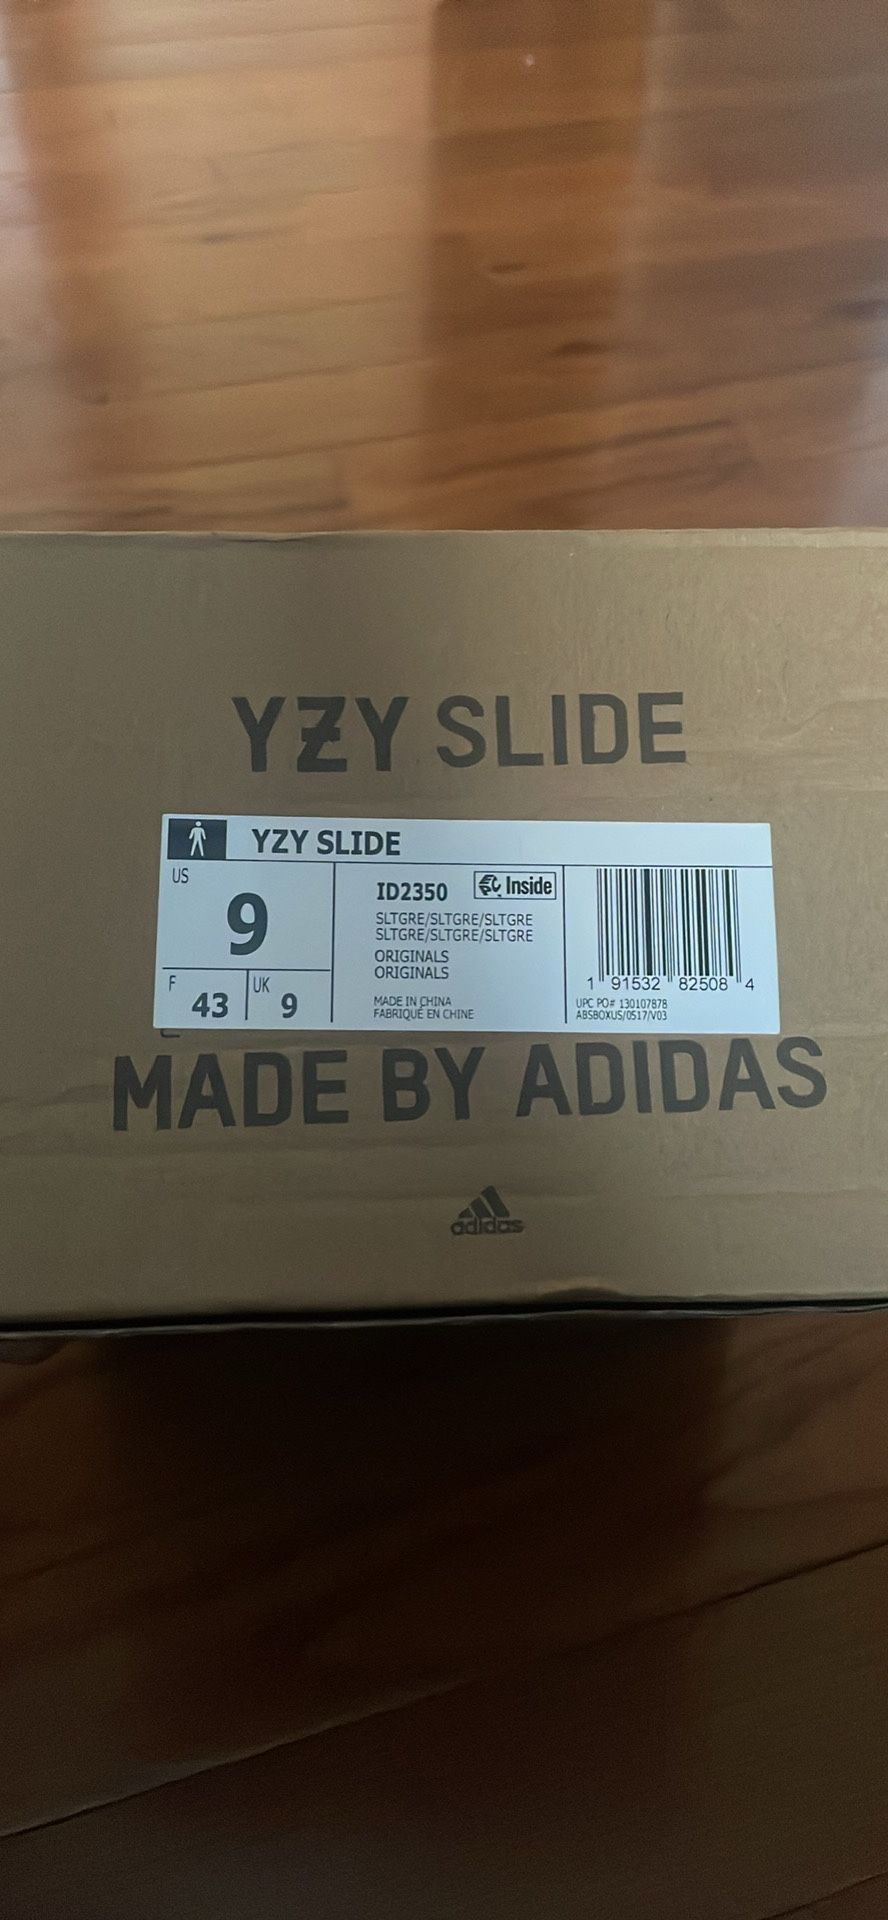 YZY SLIDE
YZY SLIDE
US
9
F
43
UK
9
ID2350
Inside
SLTGRE/SLTGRE/SLTGRE
SLTGRE/SLTGRE/SLTGRE
ORIGINALS
ORIGINALS
MADE IN CHINA
FABRIQUÉ EN CHINE
1 91532 82508 4
UPC PO# 130107878
ABSBOXUS/0517/V03
MADE BY ADIDAS
adidas